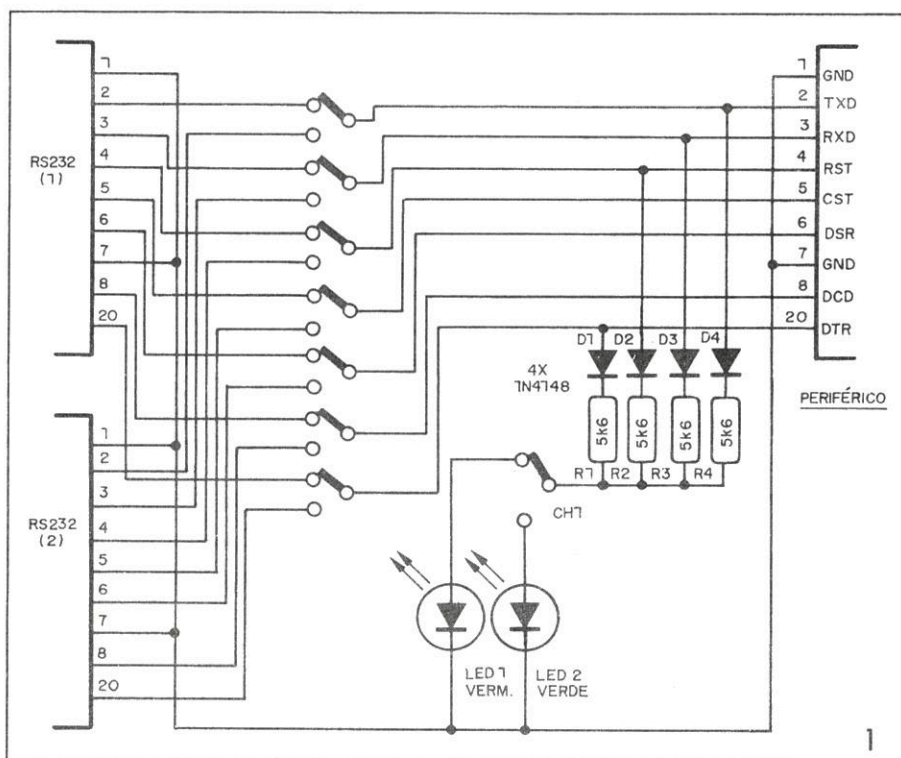 RS232
(1)
1
2
3
4
5
6
7
8
20
RS232
(2)
1
2
3
4
5
6
7
8
20
1 GND
2 TXD
3 RXD
4 RST
5 CST
6 DSR
7 GND
8 DCD
20 DTR
PERIFÉRICO
D1 D2 D3 D4
4X
1N4148
5k6 5k6 5k6 5k6
R1 R2 R3 R4
CH1
LED 1
VERM.
LED 2
VERDE
1